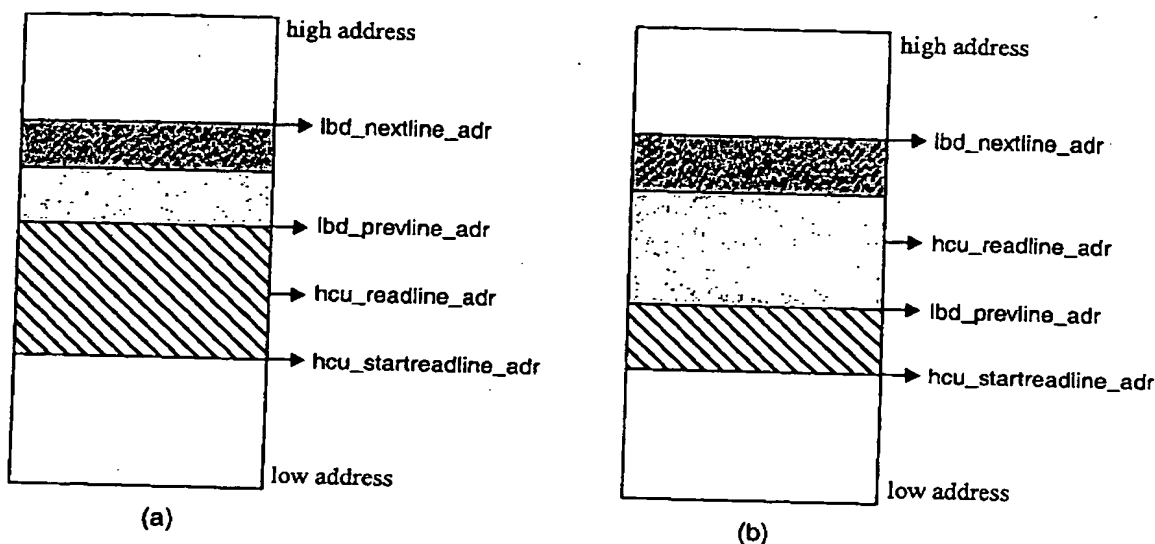 high address
lbd_nextline_adr
lbd_prevline_adr
hcu_readline_adr
hcu_startreadline_adr
low address
(a)
high address
lbd_nextline_adr
hcu_readline_adr
lbd_prevline_adr
hcu_startreadline_adr
low address
(b)